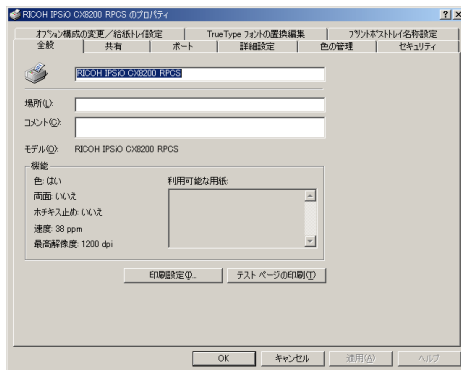 RICOH IPSiO CX8200 RPCS のプロパティ
オプション構成の変更／給紙トレイ設定 TrueTypeフォントの置換編集 プリントポストトレイ名称設定
全般 共有 ポート 詳細設定 色の管理 セキュリティ
RICOH IPSiO CX8200 RPCS
場所(L):
コメント(C):
モデル(O): RICOH IPSiO CX8200 RPCS
機能
色: はい 利用可能な用紙:
両面: いいえ
ホチキス止め: いいえ
速度: 38 ppm
最高解像度: 1200 dpi
印刷設定(I)... テスト ページの印刷(T)
OK キャンセル 適用(A) ヘルプ